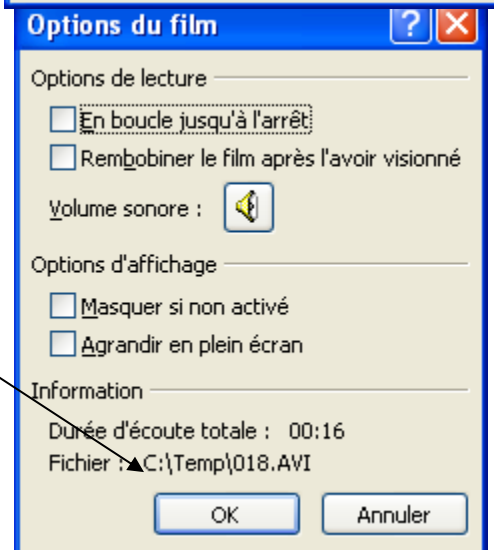 Options du film
Options de lecture
En boucle jusqu'à l'arrêt
Rembobiner le film après l'avoir visionné
Volume sonore :
Options d'affichage
Masquer si non activé
Agrandir en plein écran
Information
Durée d'écoute totale : 00:16
Fichier : C:\Temp\018.AVI
OK Annuler